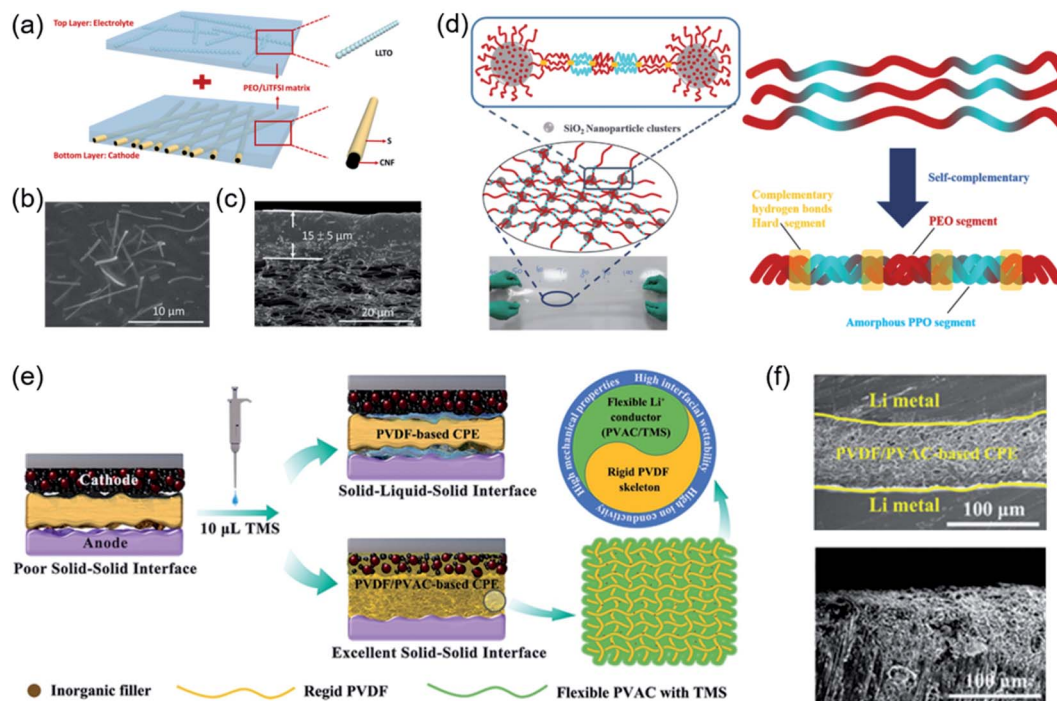 (a)
Top Layer: Electrolyte
LLTO
PEO/LiTFSI
matrix
S
CNF
Bottom Layer: Cathode
(b)
10 μm
(c)
15 ± 5 μm
20 μm
(d)
SiO2 Nanoparticle clusters
Self-complementary
Complementary
hydrogen bonds
Hard segment
PEO segment
Amorphous PPO segment
(e)
Cathode
Anode
Poor Solid-Solid Interface
10 μL TMS
PVDF-based CPE
Solid-Liquid-Solid Interface
PVDF/PVAC-based CPE
Excellent Solid-Solid Interface
High mechanical properties
High interfacial wettability
High ion conductivity
Flexible Li+
conductor
(PVAC/TMS)
Rigid PVDF
skeleton
Inorganic filler
Regid PVDF
Flexible PVAC with TMS
(f)
Li metal
PVDF/PVAC-based CPE
Li metal
100 μm
100 μm